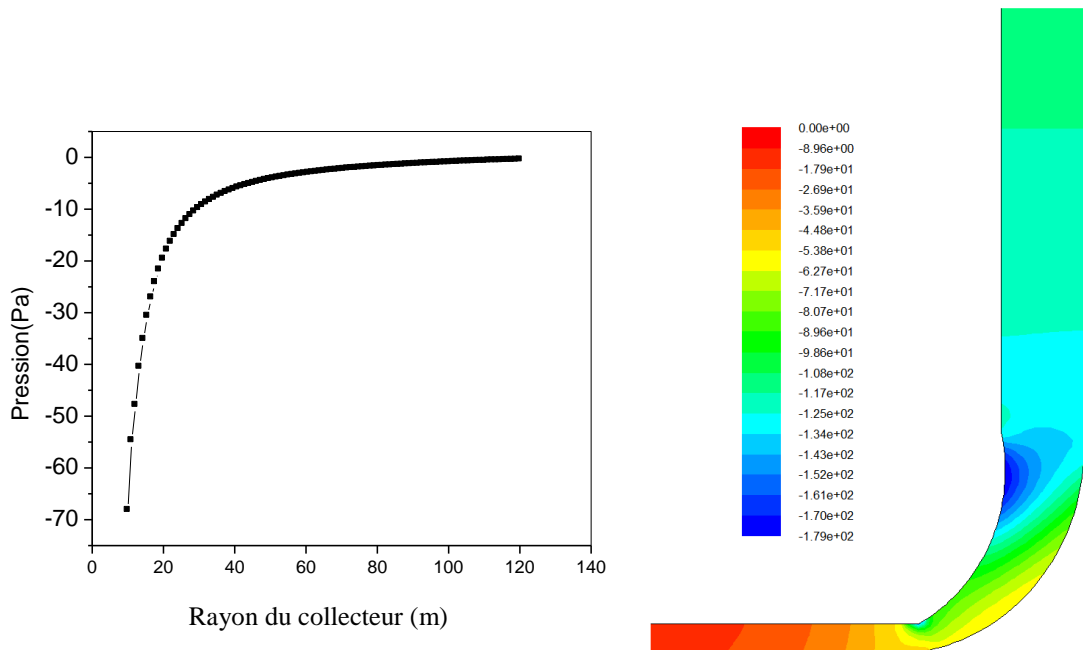 0
-10
-20
-30
-40
-50
-60
-70
Pression(Pa)
0 20 40 60 80 100 120 140
Rayon du collecteur (m)
0.00e+00
-8.96e+00
-1.79e+01
-2.69e+01
-3.59e+01
-4.48e+01
-5.38e+01
-6.27e+01
-7.17e+01
-8.07e+01
-8.96e+01
-9.86e+01
-1.08e+02
-1.17e+02
-1.25e+02
-1.34e+02
-1.43e+02
-1.52e+02
-1.61e+02
-1.70e+02
-1.79e+02